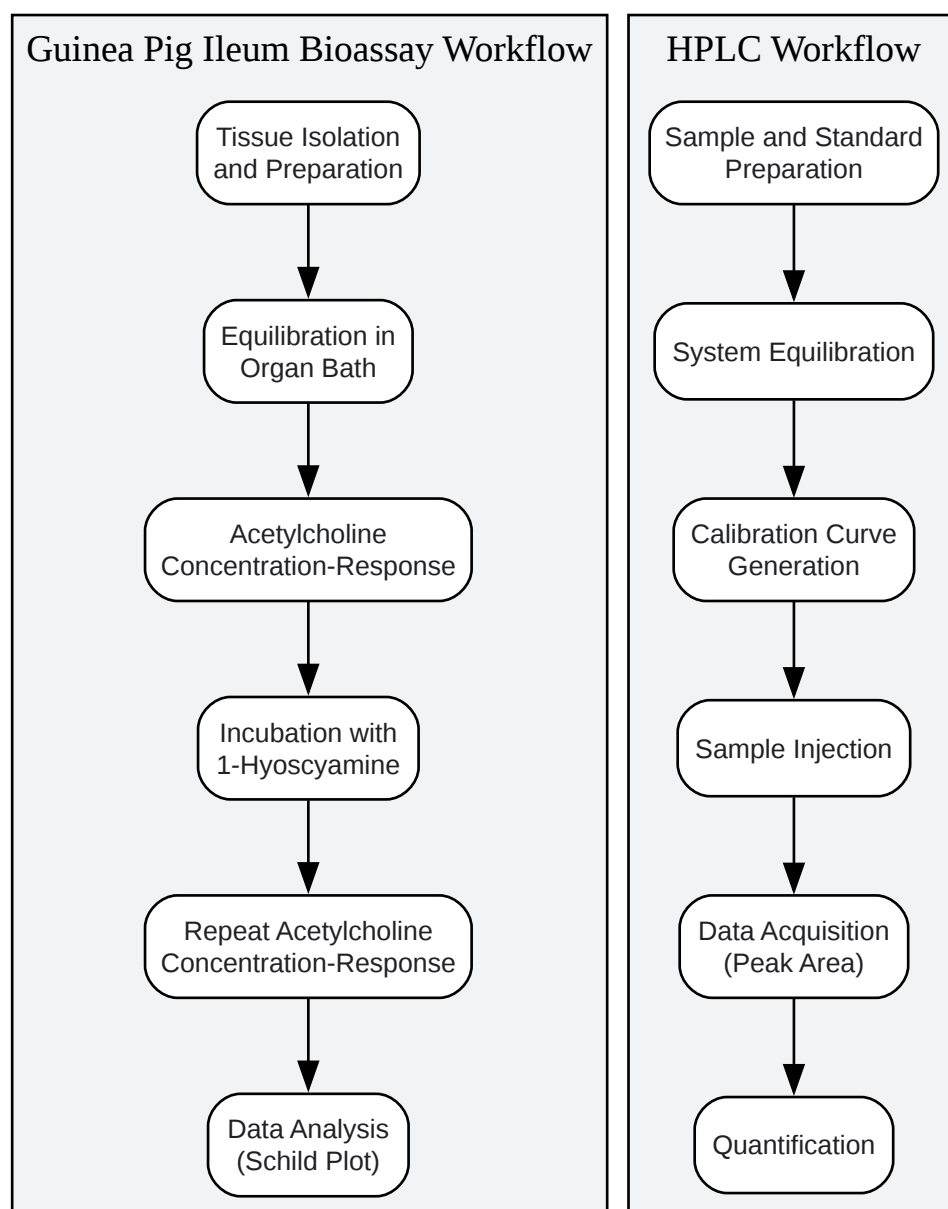 Guinea Pig Ileum Bioassay Workflow
Tissue Isolation
and Preparation
Equilibration in
Organ Bath
Acetylcholine
Concentration-Response
Incubation with
1-Hyoscyamine
Repeat Acetylcholine
Concentration-Response
Data Analysis
(Schild Plot)
HPLC Workflow
Sample and Standard
Preparation
System Equilibration
Calibration Curve
Generation
Sample Injection
Data Acquisition
(Peak Area)
Quantification